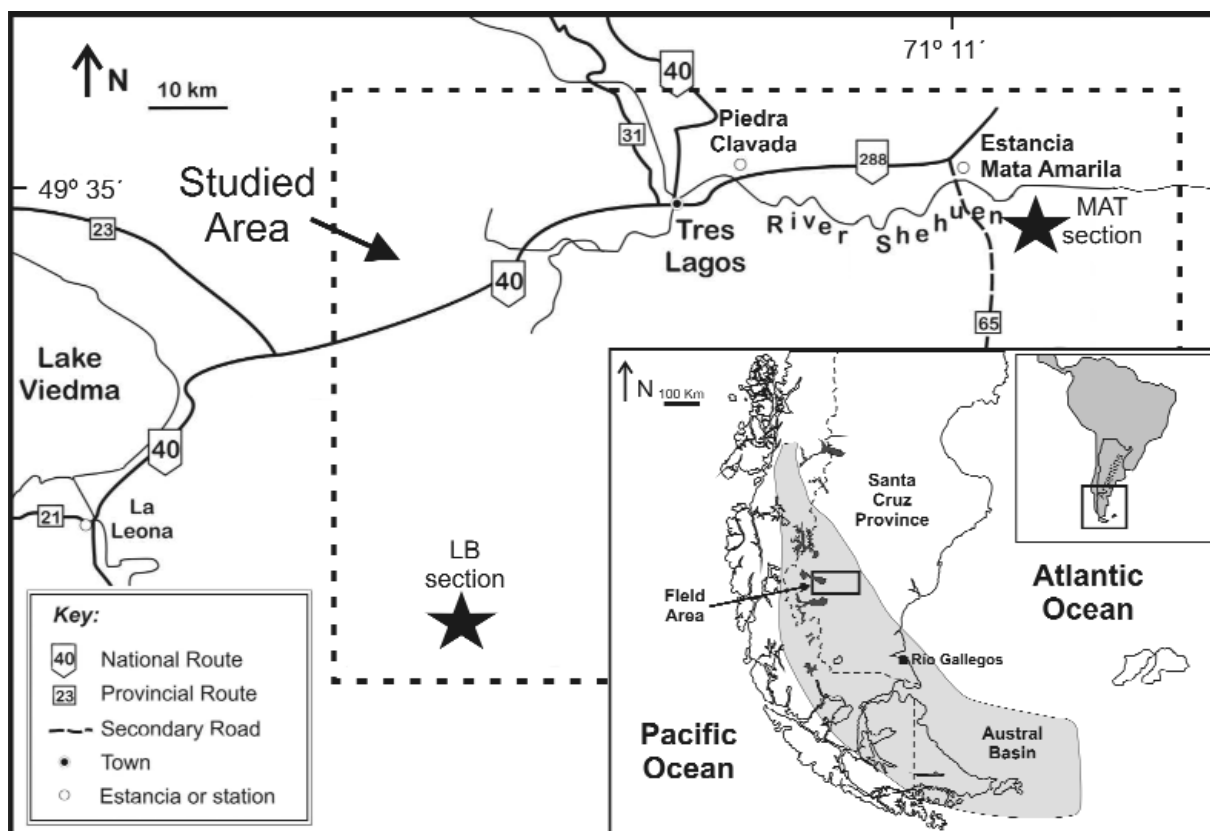 N
10 km
71º 11´
49º 35´
40
31
Piedra
Clavada
288
Estancia
Mata Amarila
Studied
Area
23
River Shehuen
MAT
section
Tres
Lagos
40
65
Lake
Viedma
40
21
La
Leona
LB
section
Key:
40 National Route
23 Provincial Route
Secondary Road
Town
Estancia or station
N
100 Km
Santa
Cruz
Province
Field
Area
Atlantic
Ocean
Rio Gallegos
Pacific
Ocean
Austral
Basin